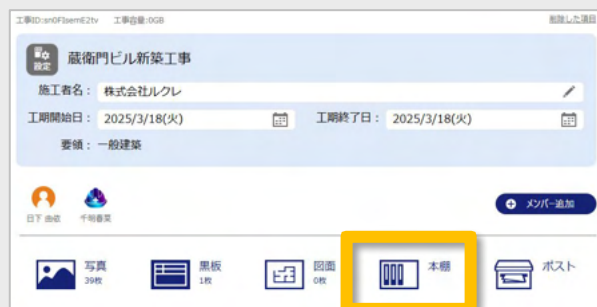 工事ID:sn0FIsemE2tv 工事容量:0GB 削除した項目
設定 蔵衛門ビル新築工事
施工者名： 株式会社ルクレ
工期開始日： 2025/3/18(火) 工期終了日： 2025/3/18(火)
要領： 一般建築
日下 由依 千明春菜
メンバー追加
写真 黒板 図面 本棚 ポスト
39枚 1枚 0枚